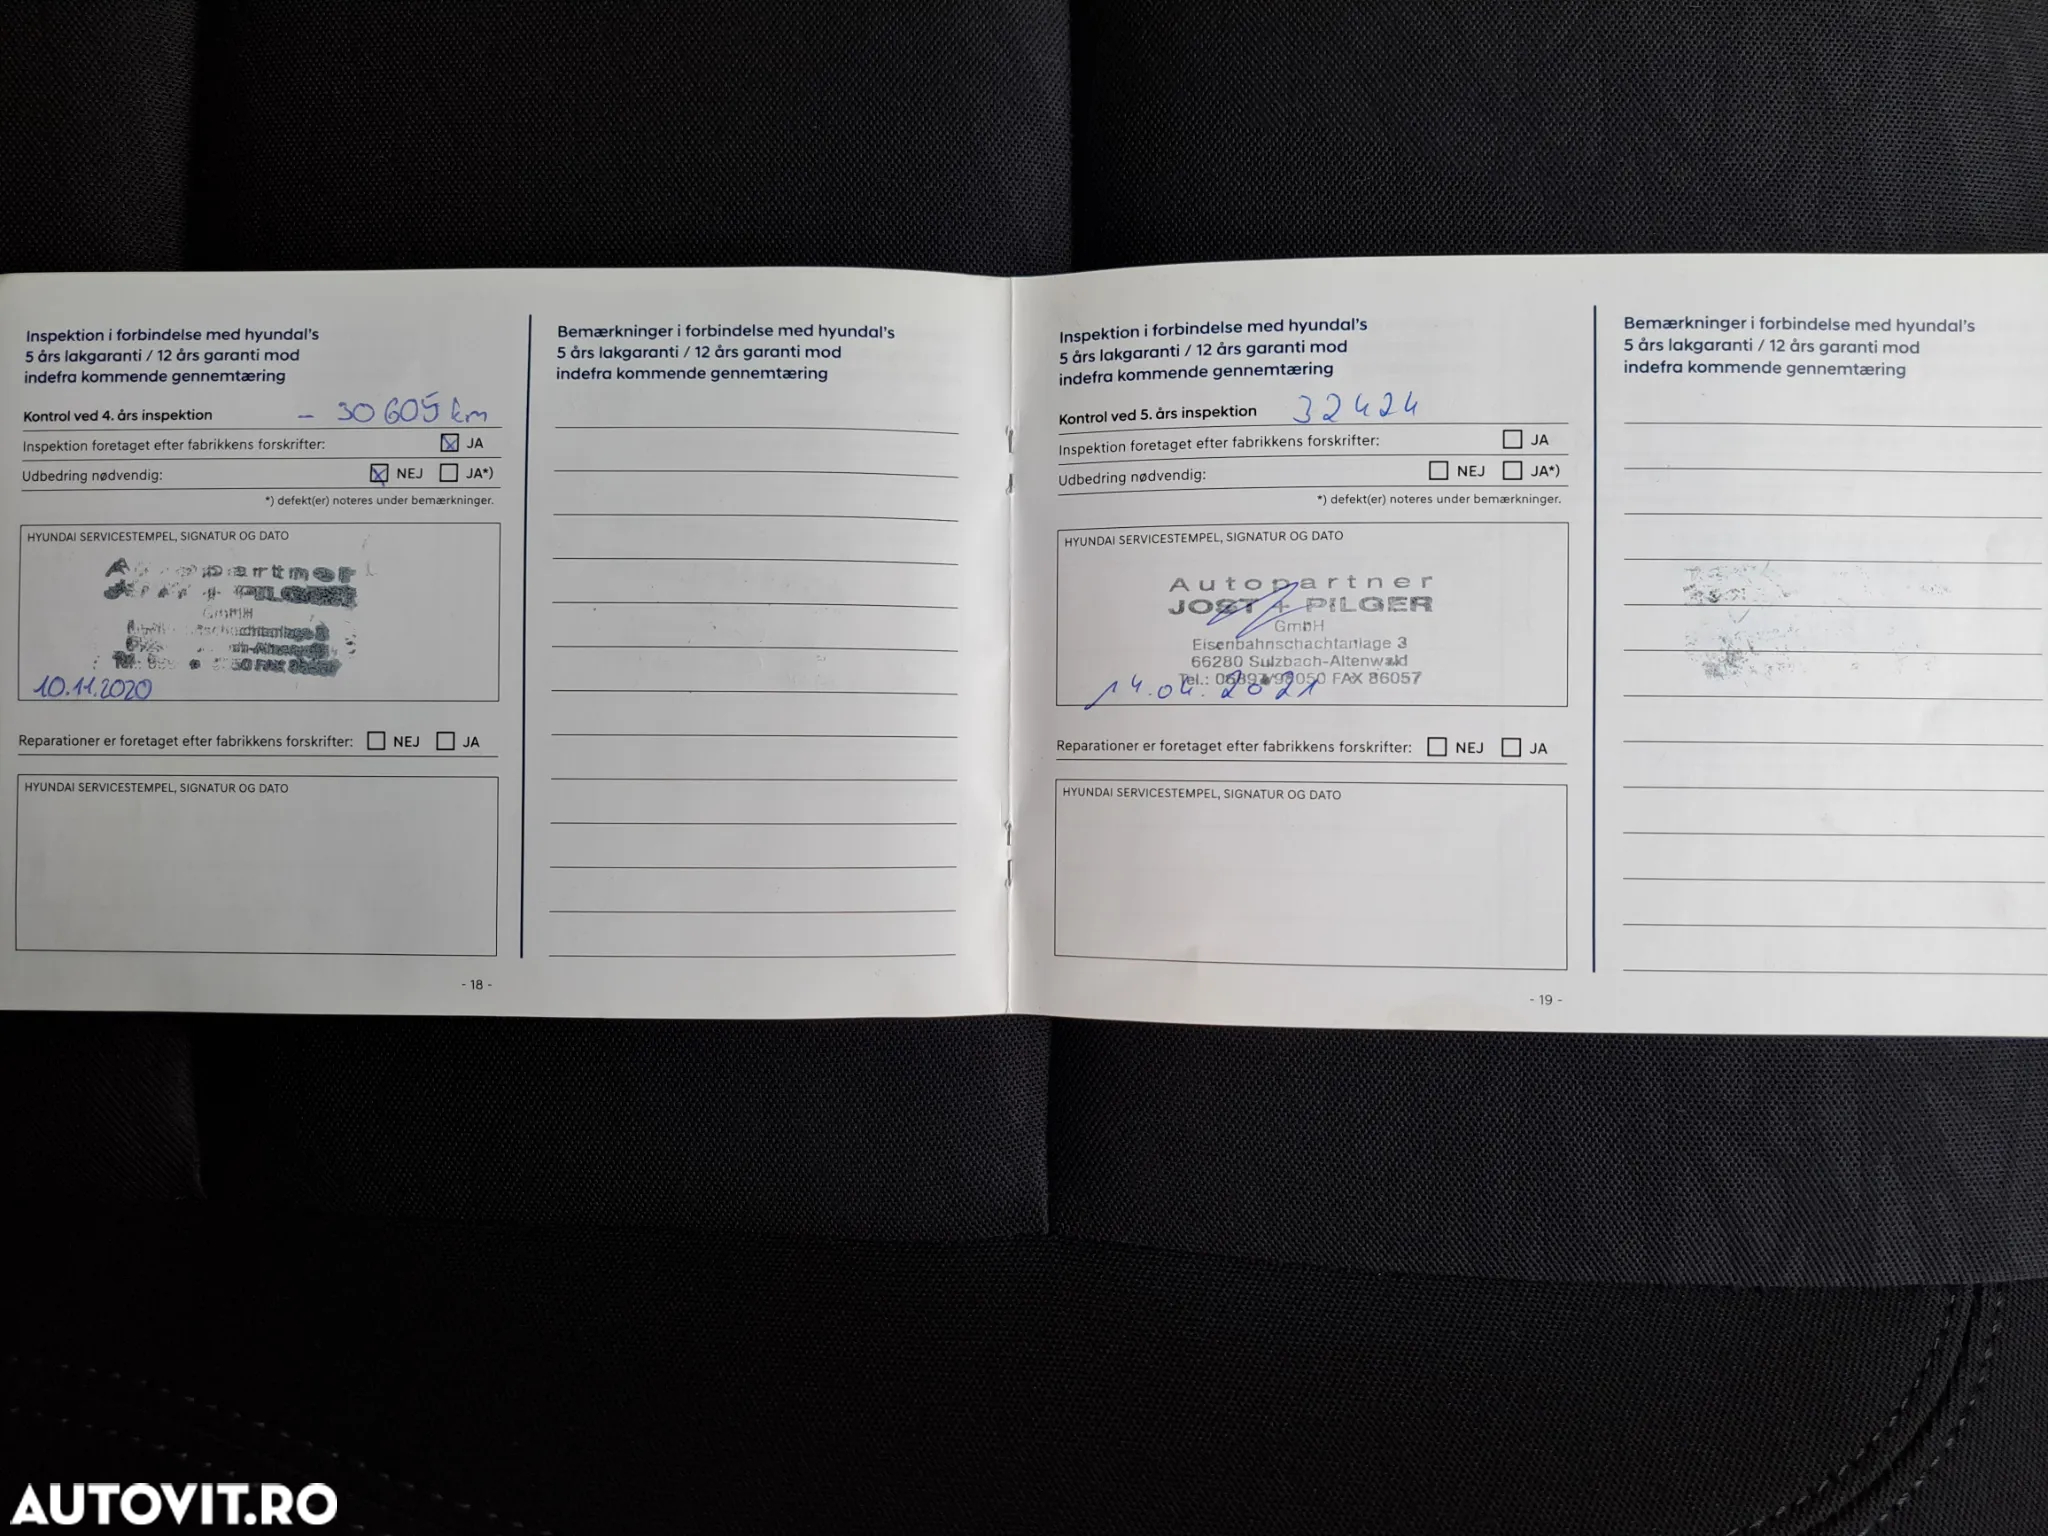 Inspektion i forbindelse med hyundai's
5 års lakgaranti / 12 års garanti mod
indefra kommende gennemtæring
Kontrol ved 4. års inspektion – 30605 km
Inspektion foretaget efter fabrikkens forskrifter: JA
Udbedring nødvendig: NEJ JA*)
*) defekt(er) noteres under bemærkninger.
HYUNDAI SERVICESTEMPEL, SIGNATUR OG DATO
+ PILGER
GmbH
10.11.2020
Reparationer er foretaget efter fabrikkens forskrifter: NEJ JA
HYUNDAI SERVICESTEMPEL, SIGNATUR OG DATO
- 18 -
Bemærkninger i forbindelse med hyundai's
5 års lakgaranti / 12 års garanti mod
indefra kommende gennemtæring
Inspektion i forbindelse med hyundai's
5 års lakgaranti / 12 års garanti mod
indefra kommende gennemtæring
Kontrol ved 5. års inspektion 32424
Inspektion foretaget efter fabrikkens forskrifter: JA
Udbedring nødvendig: NEJ JA*)
*) defekt(er) noteres under bemærkninger.
HYUNDAI SERVICESTEMPEL, SIGNATUR OG DATO
Autopartner
JOST + PILGER
GmbH
Eisenbahnschachtanlage 3
66280 Sulzbach-Altenwald
Tel.: FAX 86057
14.04.2021
Reparationer er foretaget efter fabrikkens forskrifter: NEJ JA
HYUNDAI SERVICESTEMPEL, SIGNATUR OG DATO
- 19 -
Bemærkninger i forbindelse med hyundai's
5 års lakgaranti / 12 års garanti mod
indefra kommende gennemtæring
AUTOVIT.RO